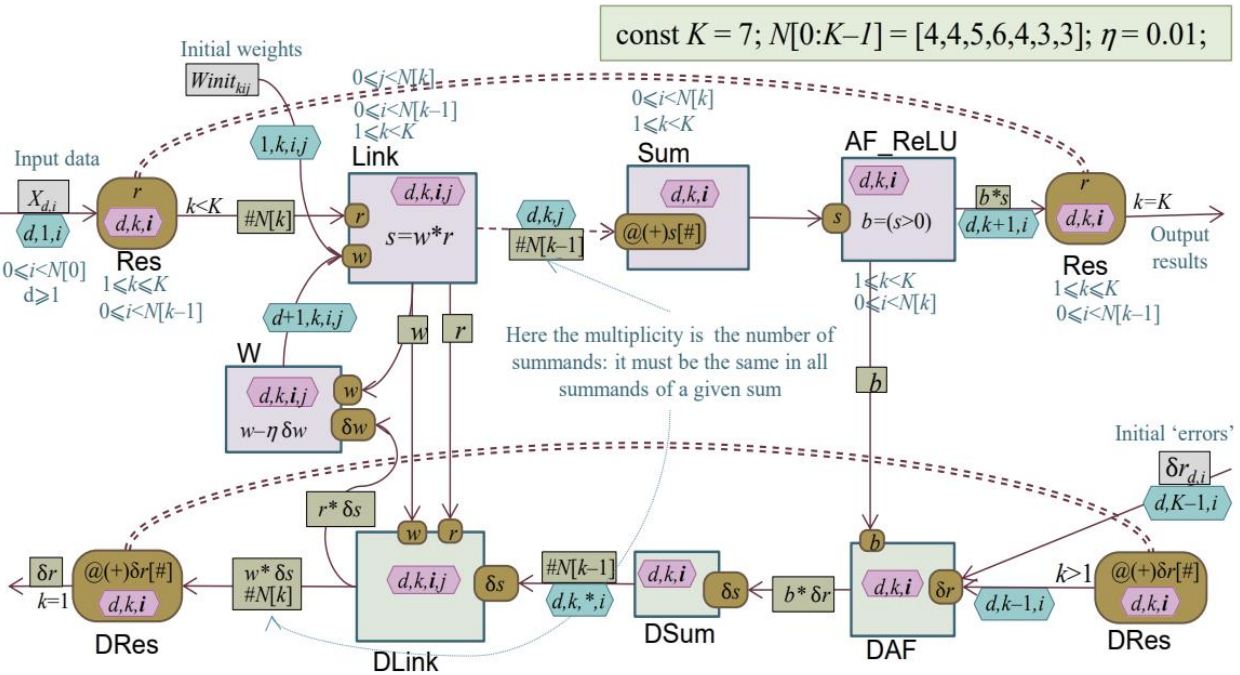 const K = 7; N[0:K–1] = [4,4,5,6,4,3,3]; η = 0.01;
Initial weights
Winit_kij
1,k,i,j
0⩽j<N[k]
0⩽i<N[k–1]
1⩽k<K
Link
d,k,i,j
r
w
s=w*r
Input data
X_d,i
d,1,i
0⩽i<N[0]
d⩾1
r
d,k,i
Res
1⩽k⩽K
0⩽i<N[k–1]
k<K
#N[k]
d,k,j
#N[k–1]
0⩽i<N[k]
1⩽k<K
Sum
d,k,i
@(+)s[#]
AF_ReLU
d,k,i
s
b=(s>0)
1⩽k<K
0⩽i<N[k]
b*s
d,k+1,i
r
d,k,i
Res
1⩽k⩽K
0⩽i<N[k–1]
k=K
Output
results
d+1,k,i,j
W
d,k,i,j
w
w–η δw
δw
w
r
Here the multiplicity is the number of
summands: it must be the same in all
summands of a given sum
b
Initial ‘errors’
δr_d,i
d,K-1,i
r* δs
δr
k=1
@(+)δr[#]
d,k,i
DRes
w* δs
#N[k]
w
r
d,k,i,j
δs
DLink
#N[k–1]
d,k,*,i
d,k,i
δs
DSum
b* δr
b
d,k,i
δr
DAF
k>1
d,k–1,i
@(+)δr[#]
d,k,i
DRes